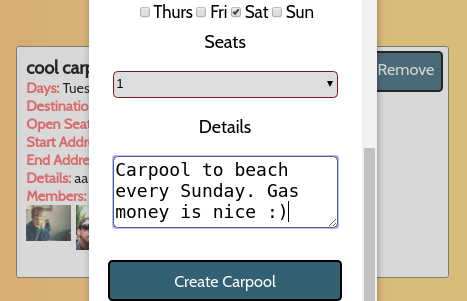 Thurs Fri Sat Sun
Seats
1
Details
Carpool to beach
every Sunday. Gas
money is nice :)
Create Carpool
cool carp
Days: Tues
Destinatio
Open Seat
Start Addre
End Addre
Details: aa
Members:
Remove